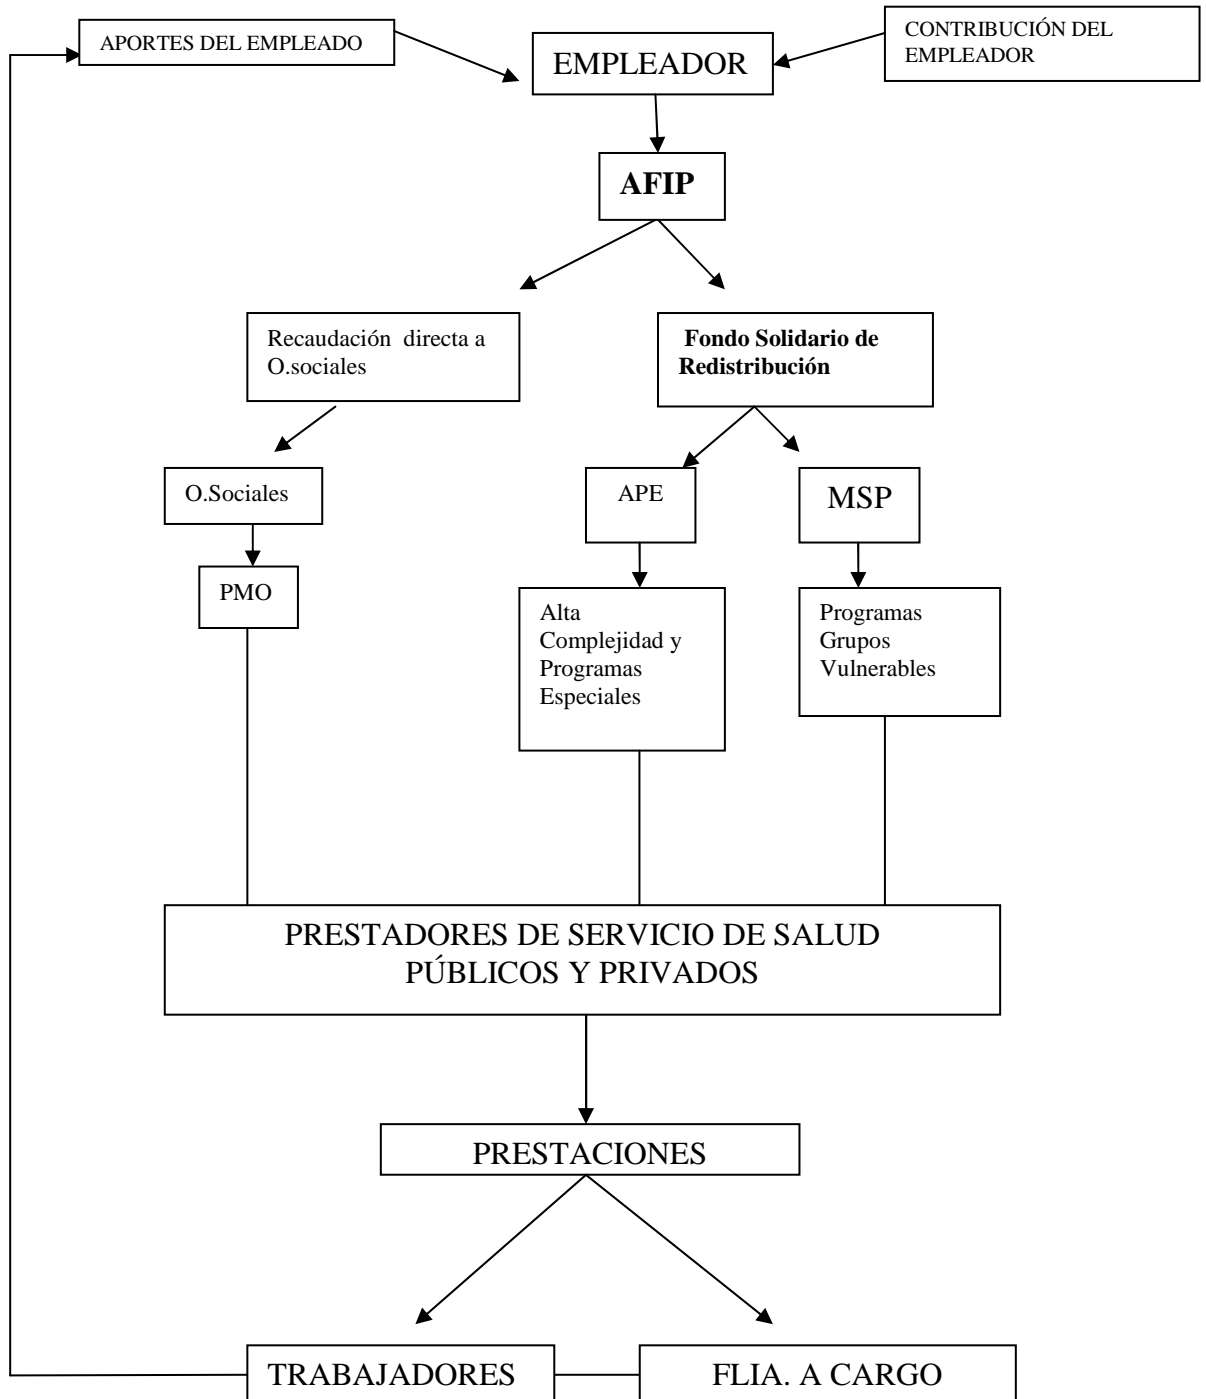 APORTES DEL EMPLEADO
CONTRIBUCIÓN DEL
EMPLEADOR
EMPLEADOR
AFIP
Recaudación directa a
O.sociales
Fondo Solidario de
Redistribución
O.Sociales
APE
MSP
PMO
Alta
Complejidad y
Programas
Especiales
Programas
Grupos
Vulnerables
PRESTADORES DE SERVICIO DE SALUD
PÚBLICOS Y PRIVADOS
PRESTACIONES
TRABAJADORES
FLIA. A CARGO